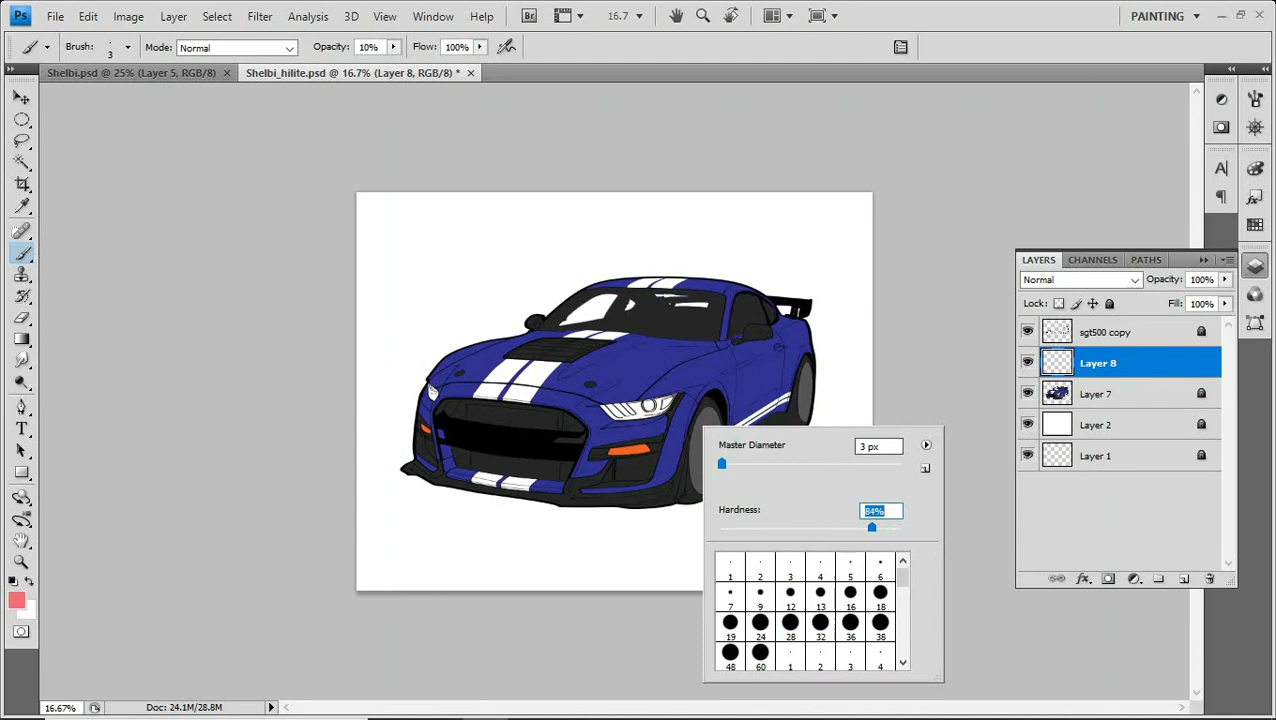 Ps File Edit Image Layer Select Filter Analysis 3D View Window Help Br 16.7 PAINTING
Brush: 3 Mode: Normal Opacity: 10% Flow: 100%
Shelbi.psd @ 25% (Layer 5, RGB/8) Shelbi_hilite.psd @ 16.7% (Layer 8, RGB/8) *
LAYERS CHANNELS PATHS
Normal Opacity: 100%
Lock: Fill: 100%
sgt500 copy
Layer 8
Layer 7
Layer 2
Layer 1
Master Diameter 3 px
Hardness: 84%
1 2 3 4 5 6
7 9 12 13 16 18
19 24 28 32 36 38
48 60 1 2 3 4
16.67% Doc: 24.1M/28.8M